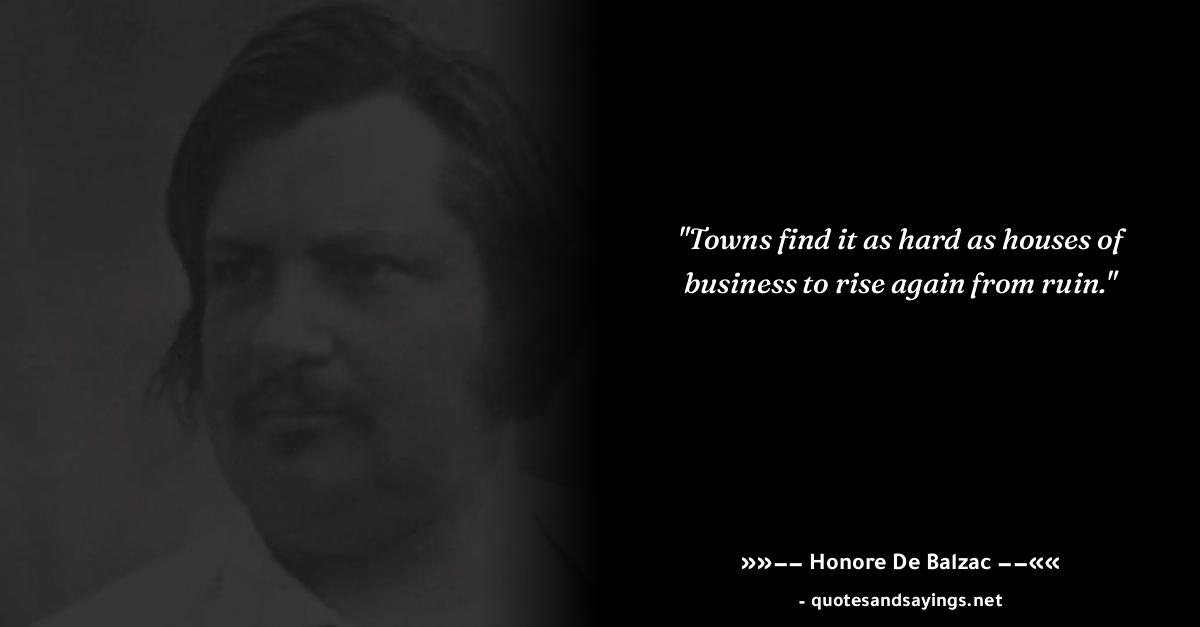 "Towns find it as hard as houses of
business to rise again from ruin."
»»−− Honore De Balzac −−««
- quotesandsayings.net